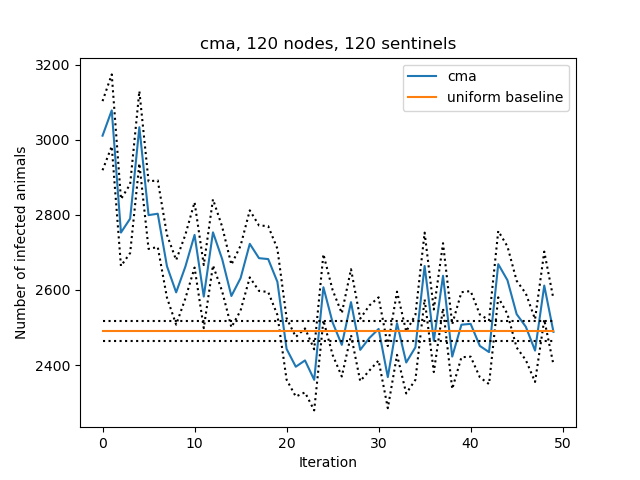 cma, 120 nodes, 120 sentinels
cma
uniform baseline
3200
3000
2800
2600
2400
Number of infected animals
0
10
20
30
40
50
Iteration